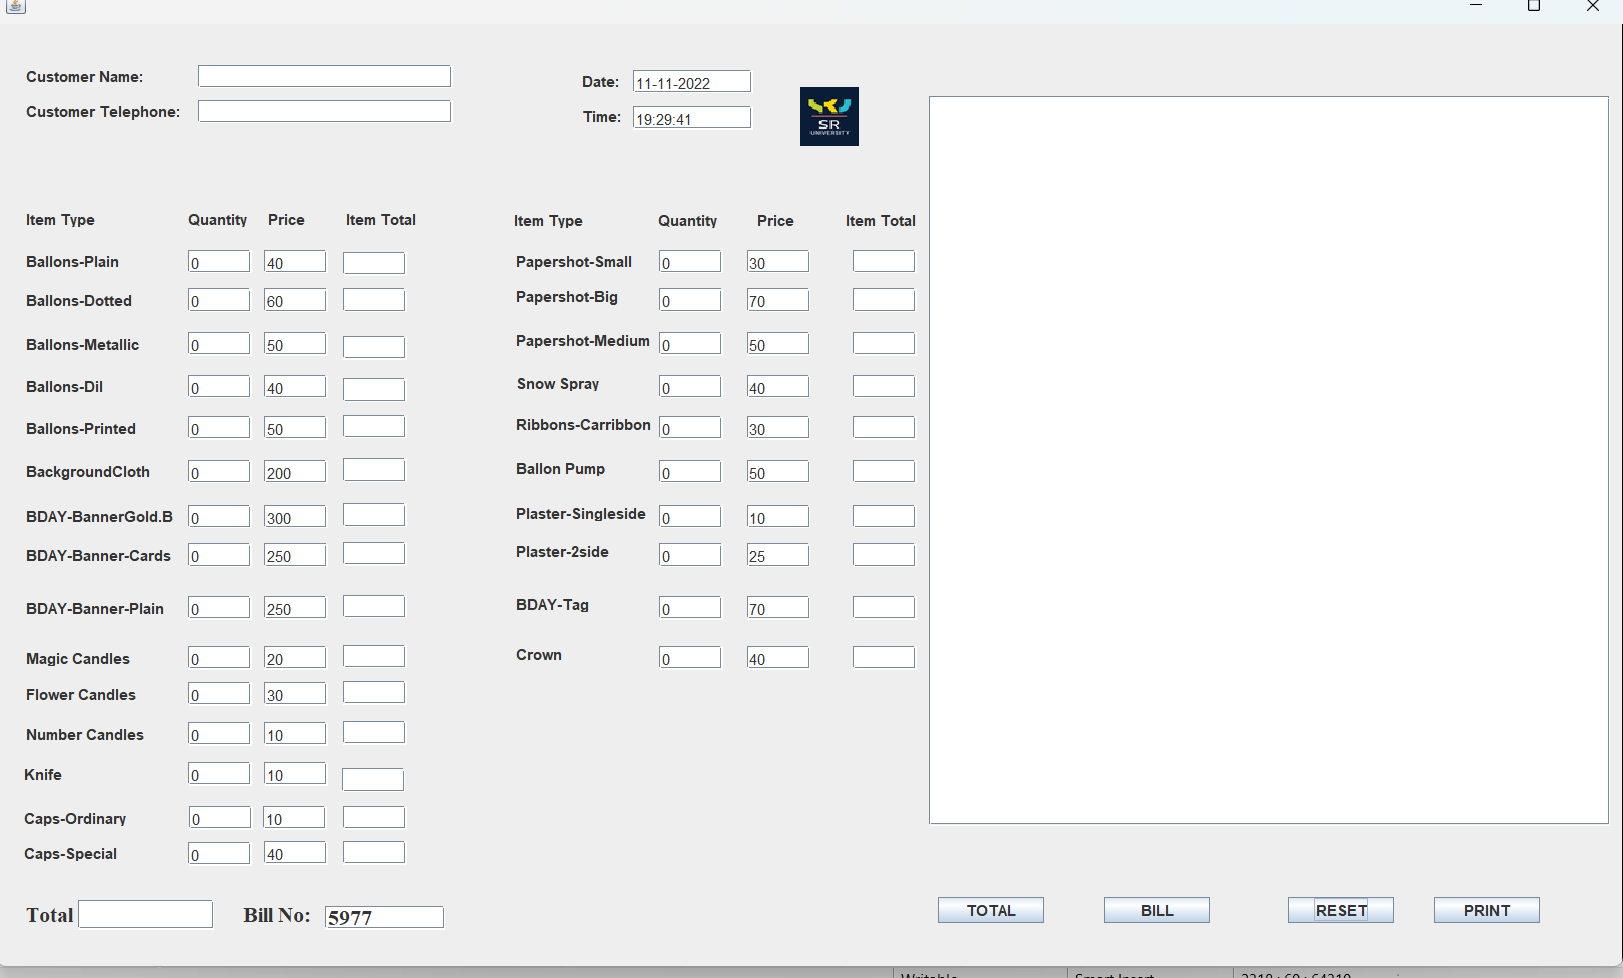 Customer Name:
Customer Telephone:
Date: 11-11-2022
Time: 19:29:41
SR
UNIVERSITY
Item Type Quantity Price Item Total
Ballons-Plain 0 40
Ballons-Dotted 0 60
Ballons-Metallic 0 50
Ballons-Dil 0 40
Ballons-Printed 0 50
BackgroundCloth 0 200
BDAY-BannerGold.B 0 300
BDAY-Banner-Cards 0 250
BDAY-Banner-Plain 0 250
Magic Candles 0 20
Flower Candles 0 30
Number Candles 0 10
Knife 0 10
Caps-Ordinary 0 10
Caps-Special 0 40
Item Type Quantity Price Item Total
Papershot-Small 0 30
Papershot-Big 0 70
Papershot-Medium 0 50
Snow Spray 0 40
Ribbons-Carribbon 0 30
Ballon Pump 0 50
Plaster-Singleside 0 10
Plaster-2side 0 25
BDAY-Tag 0 70
Crown 0 40
Total Bill No: 5977
TOTAL BILL RESET PRINT
Writable Smart Insert